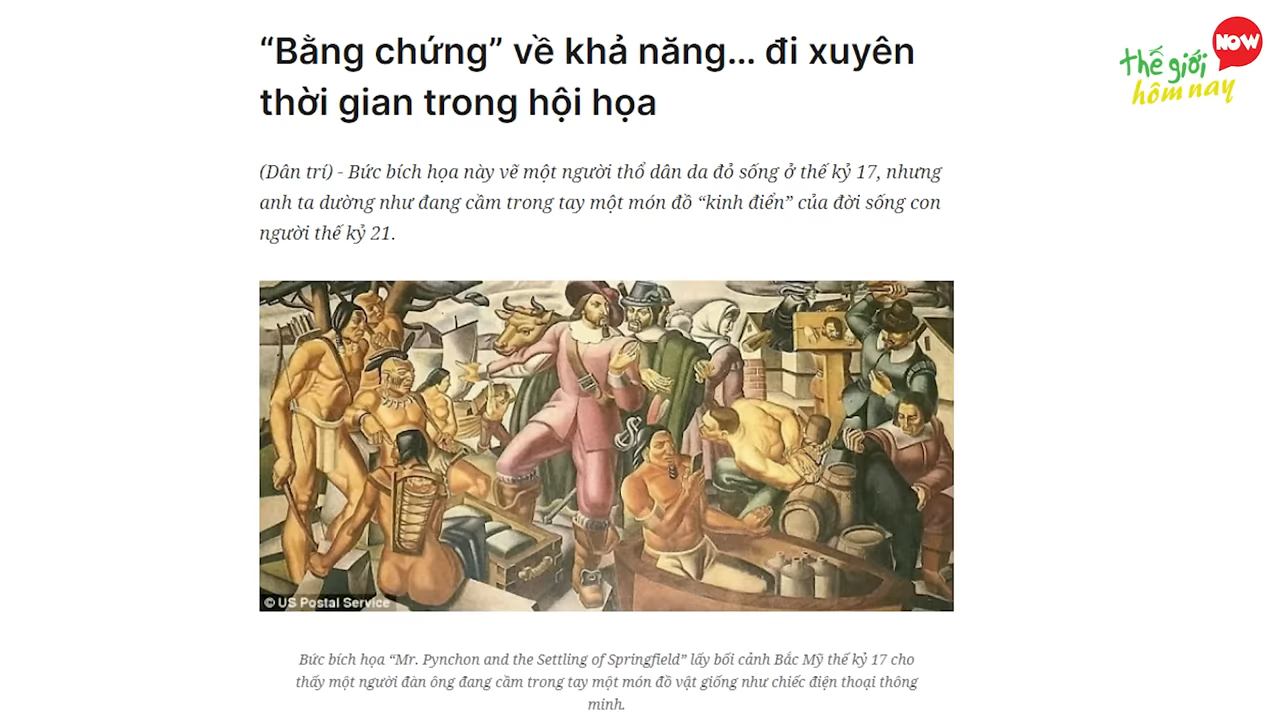 “Bằng chứng” về khả năng... đi xuyên
thời gian trong hội họa
thế giới
NOW
hôm nay
(Dân trí) - Bức bích họa này vẽ một người thổ dân da đỏ sống ở thế kỷ 17, nhưng
anh ta dường như đang cầm trong tay một món đồ “kinh điển” của đời sống con
người thế kỷ 21.
© US Postal Service
Bức bích họa “Mr. Pynchon and the Settling of Springfield” lấy bối cảnh Bắc Mỹ thế kỷ 17 cho
thấy một người đàn ông đang cầm trong tay một món đồ vật giống như chiếc điện thoại thông
minh.